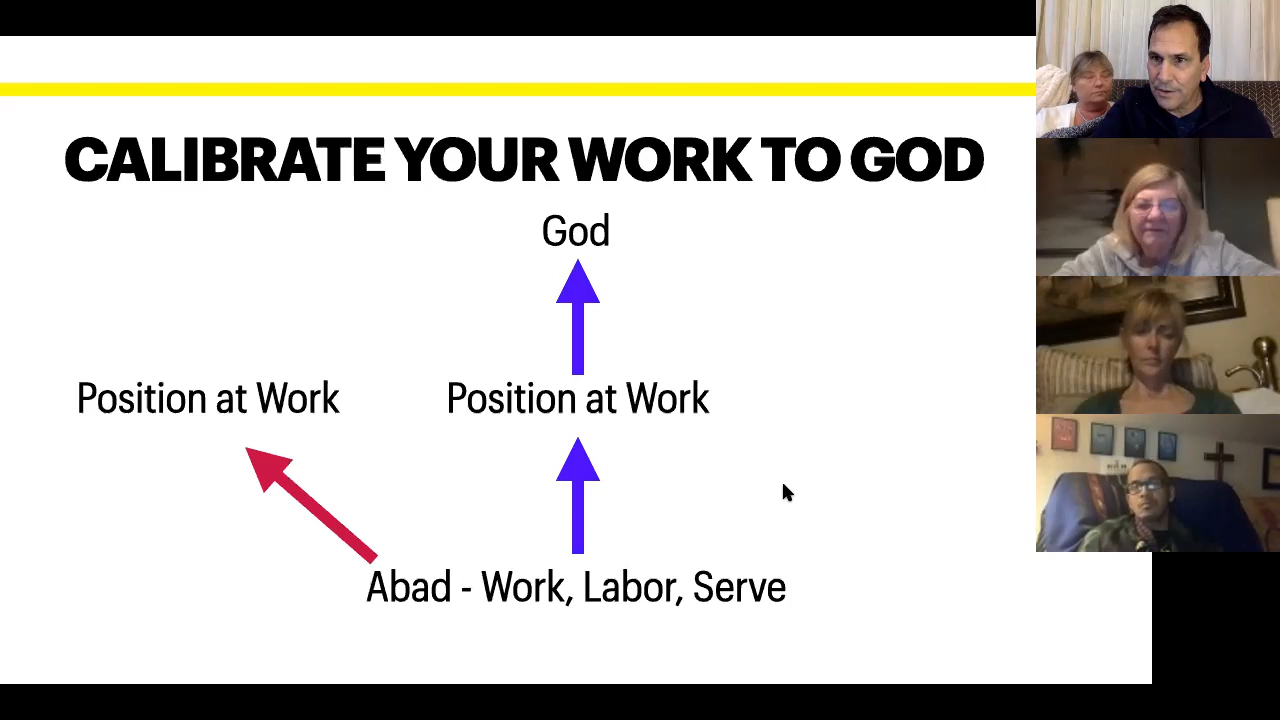 CALIBRATE YOUR WORK TO GOD
God
Position at Work
Position at Work
Abad - Work, Labor, Serve